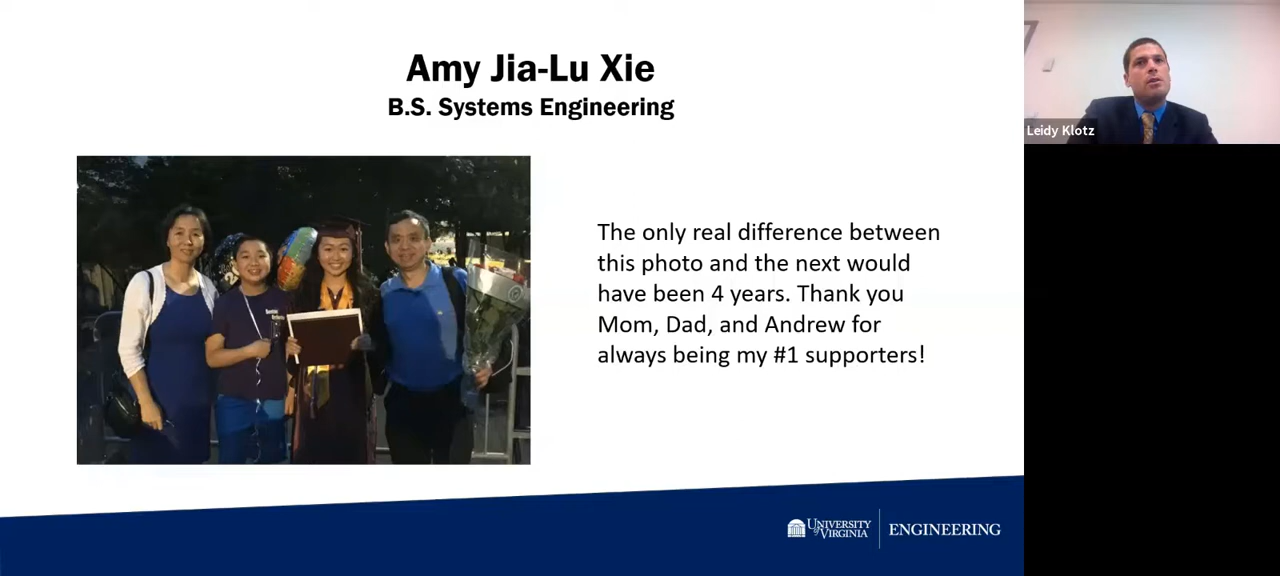 Amy Jia-Lu Xie
B.S. Systems Engineering
The only real difference between
this photo and the next would
have been 4 years. Thank you
Mom, Dad, and Andrew for
always being my #1 supporters!
Leidy Klotz
UNIVERSITY
of VIRGINIA
ENGINEERING